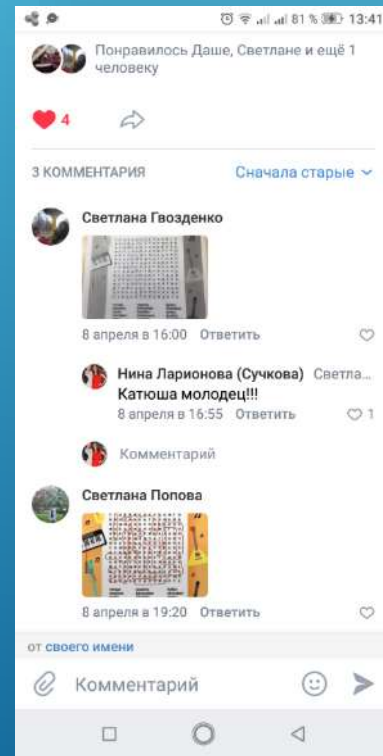 81 % 13:41
Понравилось Даше, Светлане и ещё 1
человеку
4
3 КОММЕНТАРИЯ Сначала старые
Светлана Гвозденко
8 апреля в 16:00 Ответить
Нина Ларионова (Сучкова) Светла...
Катюша молодец!!!
8 апреля в 16:55 Ответить 1
Комментарий
Светлана Попова
8 апреля в 19:20 Ответить
от своего имени
Комментарий